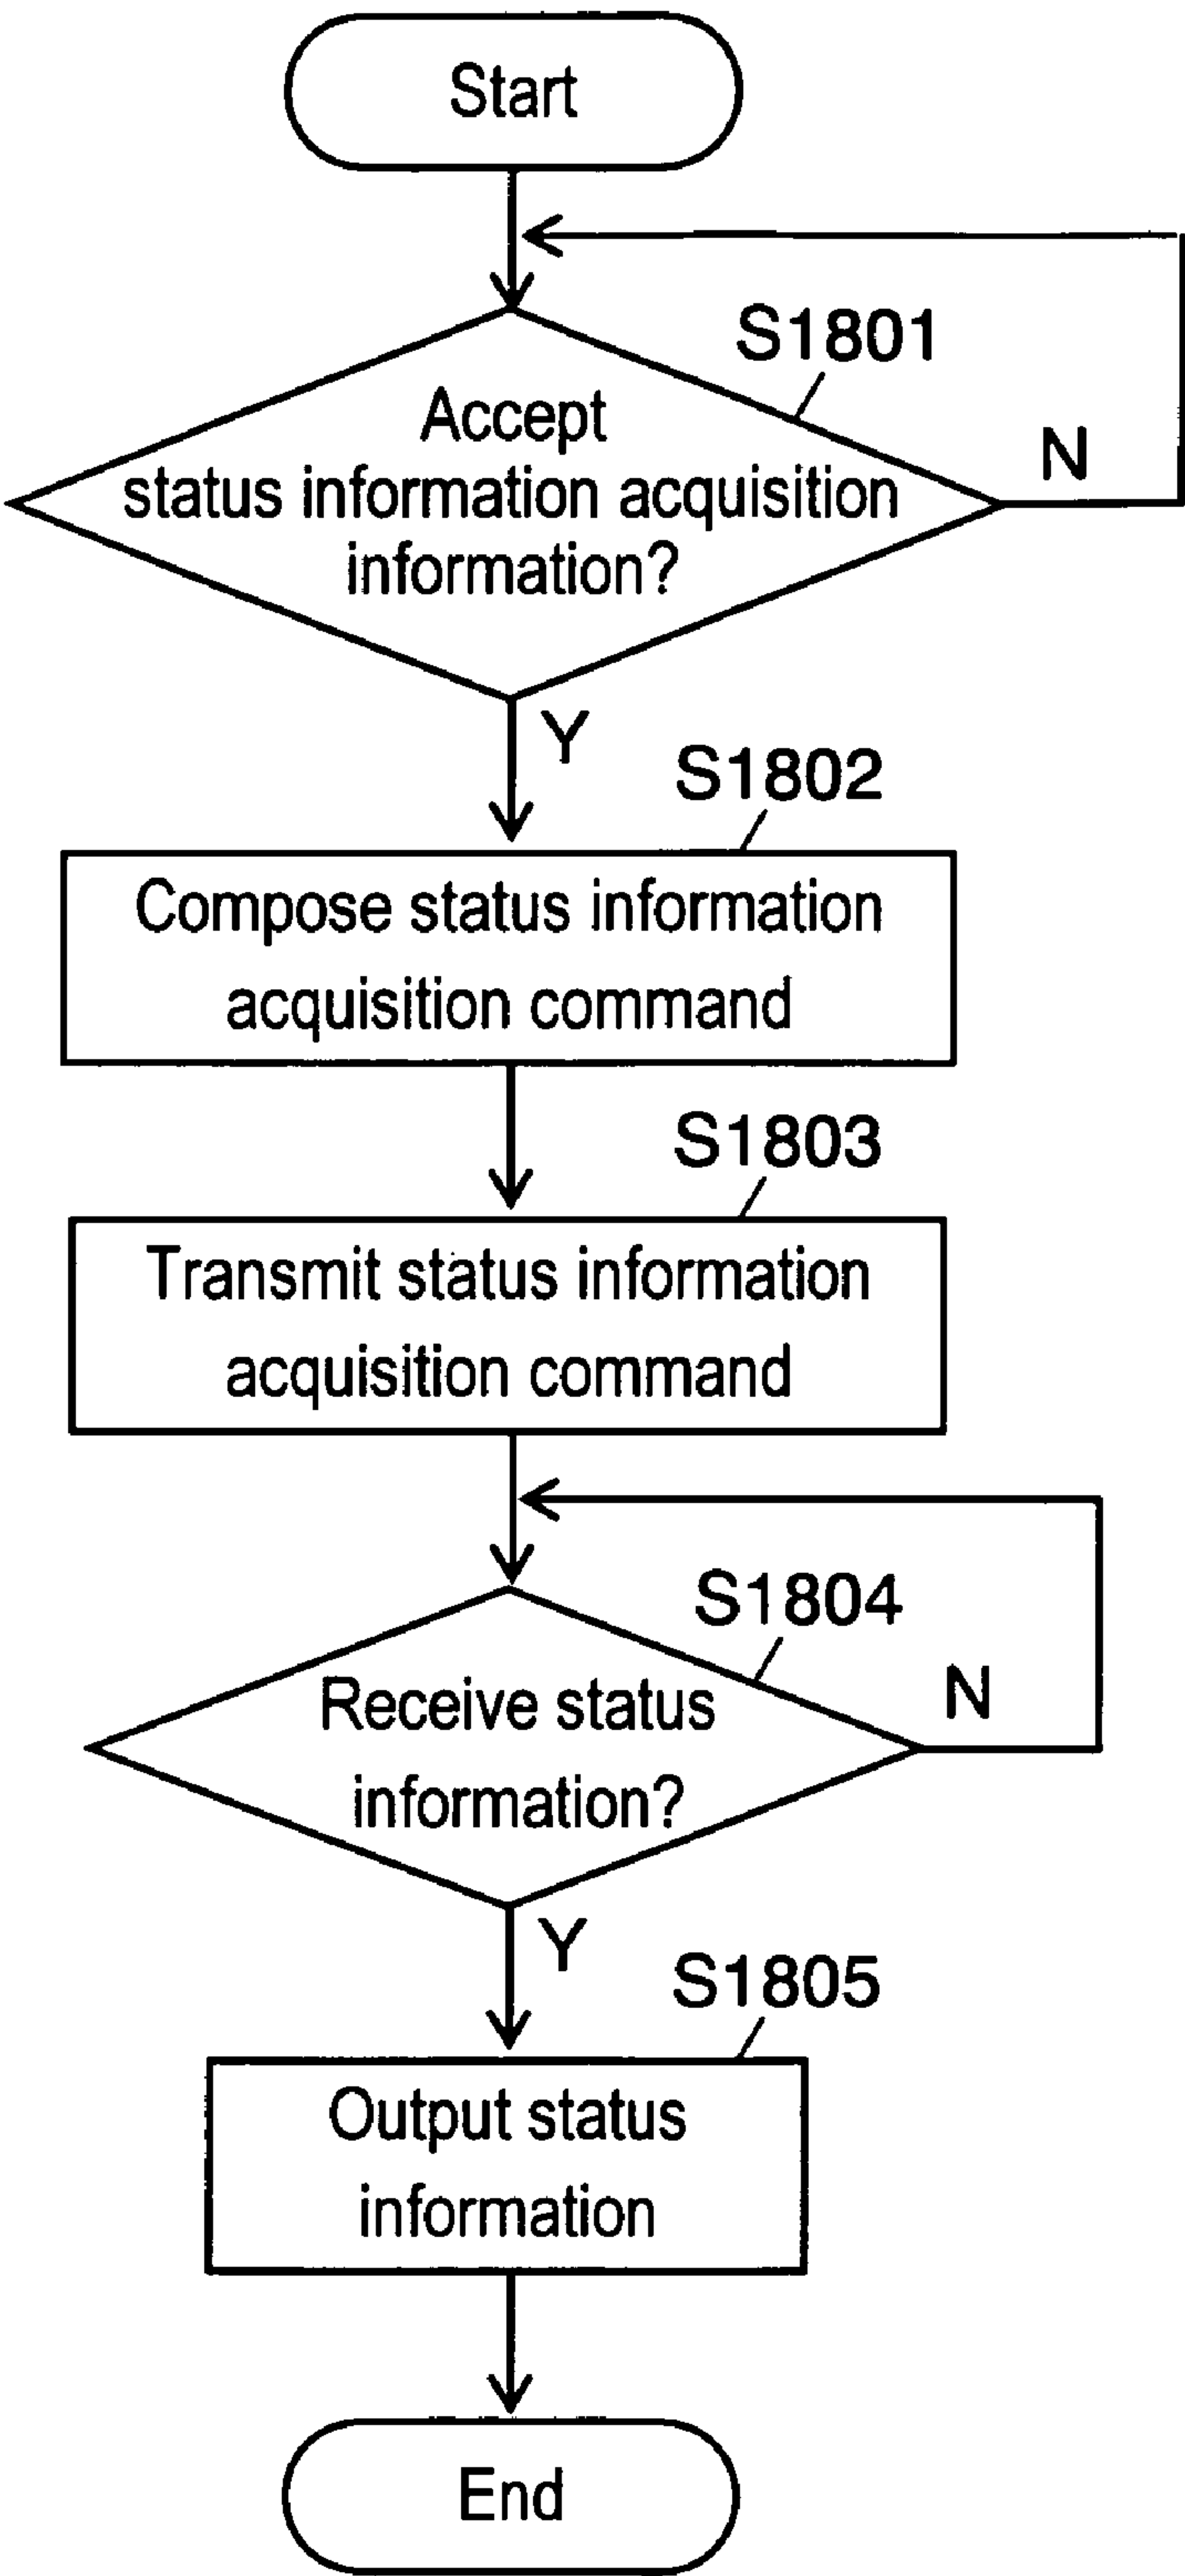 Start
S1801
Accept
status information acquisition
information?
N
Y
S1802
Compose status information
acquisition command
S1803
Transmit status information
acquisition command
S1804
Receive status
information?
N
Y
S1805
Output status
information
End